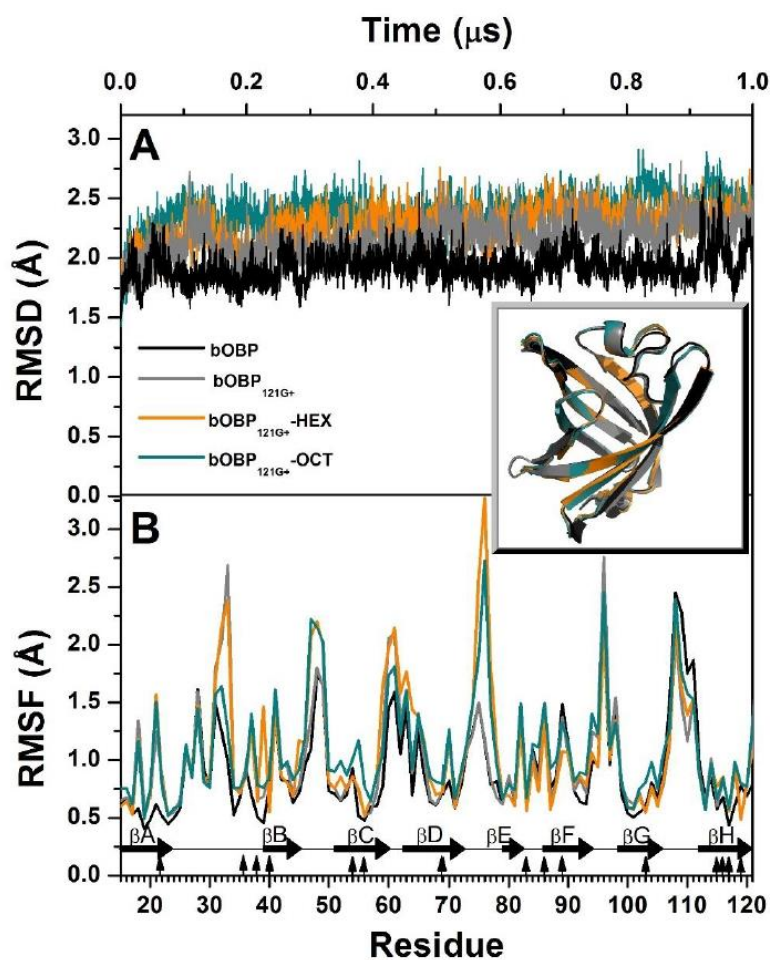 Time (μs)
0.0 0.2 0.4 0.6 0.8 1.0
A
RMSD (Å)
3.0
2.5
2.0
1.5
1.0
0.5
0.0
bOBP
bOBP121G+
bOBP121G+-HEX
bOBP121G+-OCT
B
RMSF (Å)
3.0
2.5
2.0
1.5
1.0
0.5
0.0
βA βB βC βD βE βF βG βH
20 30 40 50 60 70 80 90 100 110 120
Residue